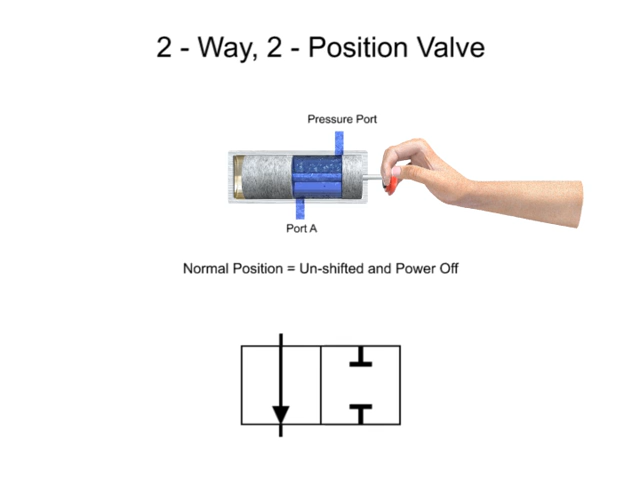 2 - Way, 2 - Position Valve
Pressure Port
Port A
Normal Position = Un-shifted and Power Off